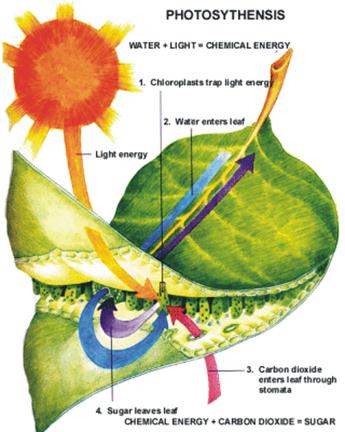 PHOTOSYTHENSIS
WATER + LIGHT = CHEMICAL ENERGY
1. Chloroplasts trap light energy
2. Water enters leaf
Light energy
3. Carbon dioxide
enters leaf through
stomata
4. Sugar leaves leaf
CHEMICAL ENERGY + CARBON DIOXIDE = SUGAR